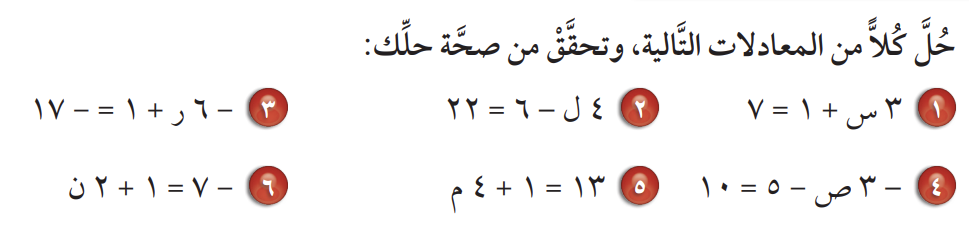 حُلَّ كُلاًّ من المعادلات التَّالية، وتحقَّقْ من صحَّة حلِّك:
١ ٣ س + ١ = ٧ ٢ ٤ ل – ٦ = ٢٢ ٣ – ٦ ر + ١ = – ١٧
٤ – ٣ ص – ٥ = ١٠ ٥ ١٣ = ١ + ٤ م ٦ – ٧ = ١ + ٢ ن